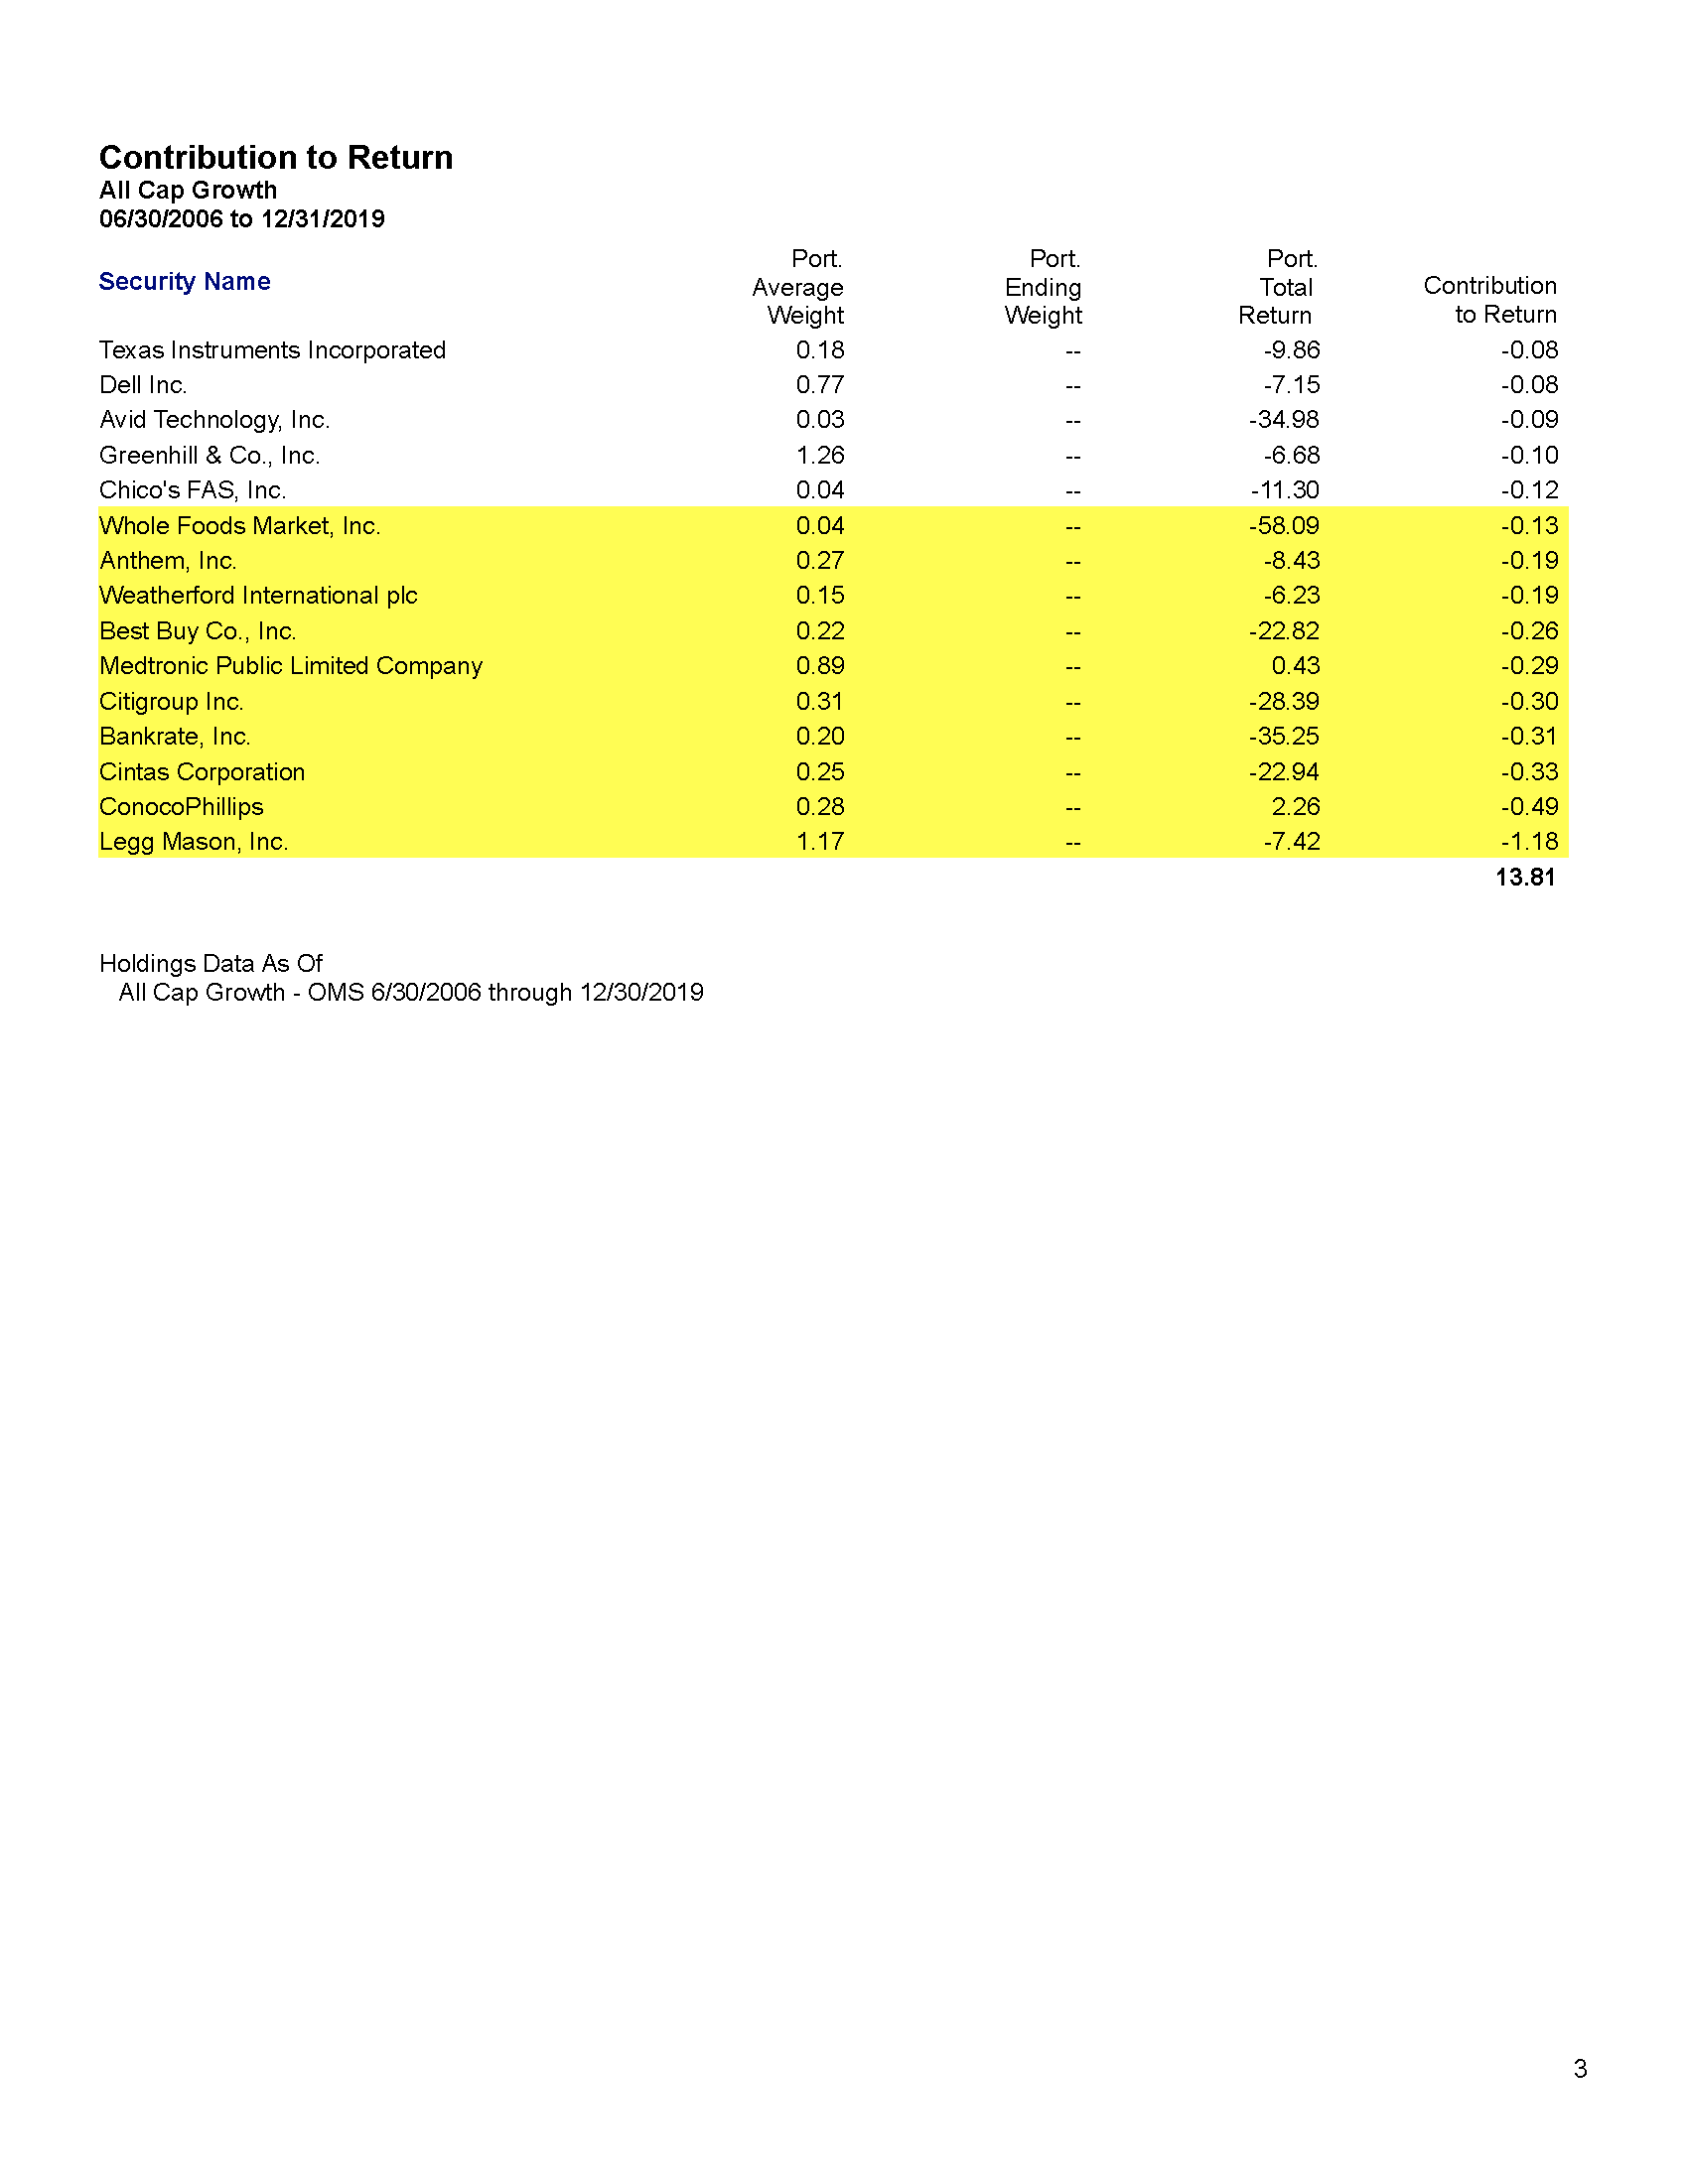 Contribution to Return
All Cap Growth
06/30/2006 to 12/31/2019
Security Name Port. Average Weight Port. Ending Weight Port. Total Return Contribution to Return
Texas Instruments Incorporated 0.18 -- -9.86 -0.08
Dell Inc. 0.77 -- -7.15 -0.08
Avid Technology, Inc. 0.03 -- -34.98 -0.09
Greenhill & Co., Inc. 1.26 -- -6.68 -0.10
Chico's FAS, Inc. 0.04 -- -11.30 -0.12
Whole Foods Market, Inc. 0.04 -- -58.09 -0.13
Anthem, Inc. 0.27 -- -8.43 -0.19
Weatherford International plc 0.15 -- -6.23 -0.19
Best Buy Co., Inc. 0.22 -- -22.82 -0.26
Medtronic Public Limited Company 0.89 -- 0.43 -0.29
Citigroup Inc. 0.31 -- -28.39 -0.30
Bankrate, Inc. 0.20 -- -35.25 -0.31
Cintas Corporation 0.25 -- -22.94 -0.33
ConocoPhillips 0.28 -- 2.26 -0.49
Legg Mason, Inc. 1.17 -- -7.42 -1.18
13.81
Holdings Data As Of
All Cap Growth - OMS 6/30/2006 through 12/30/2019
3